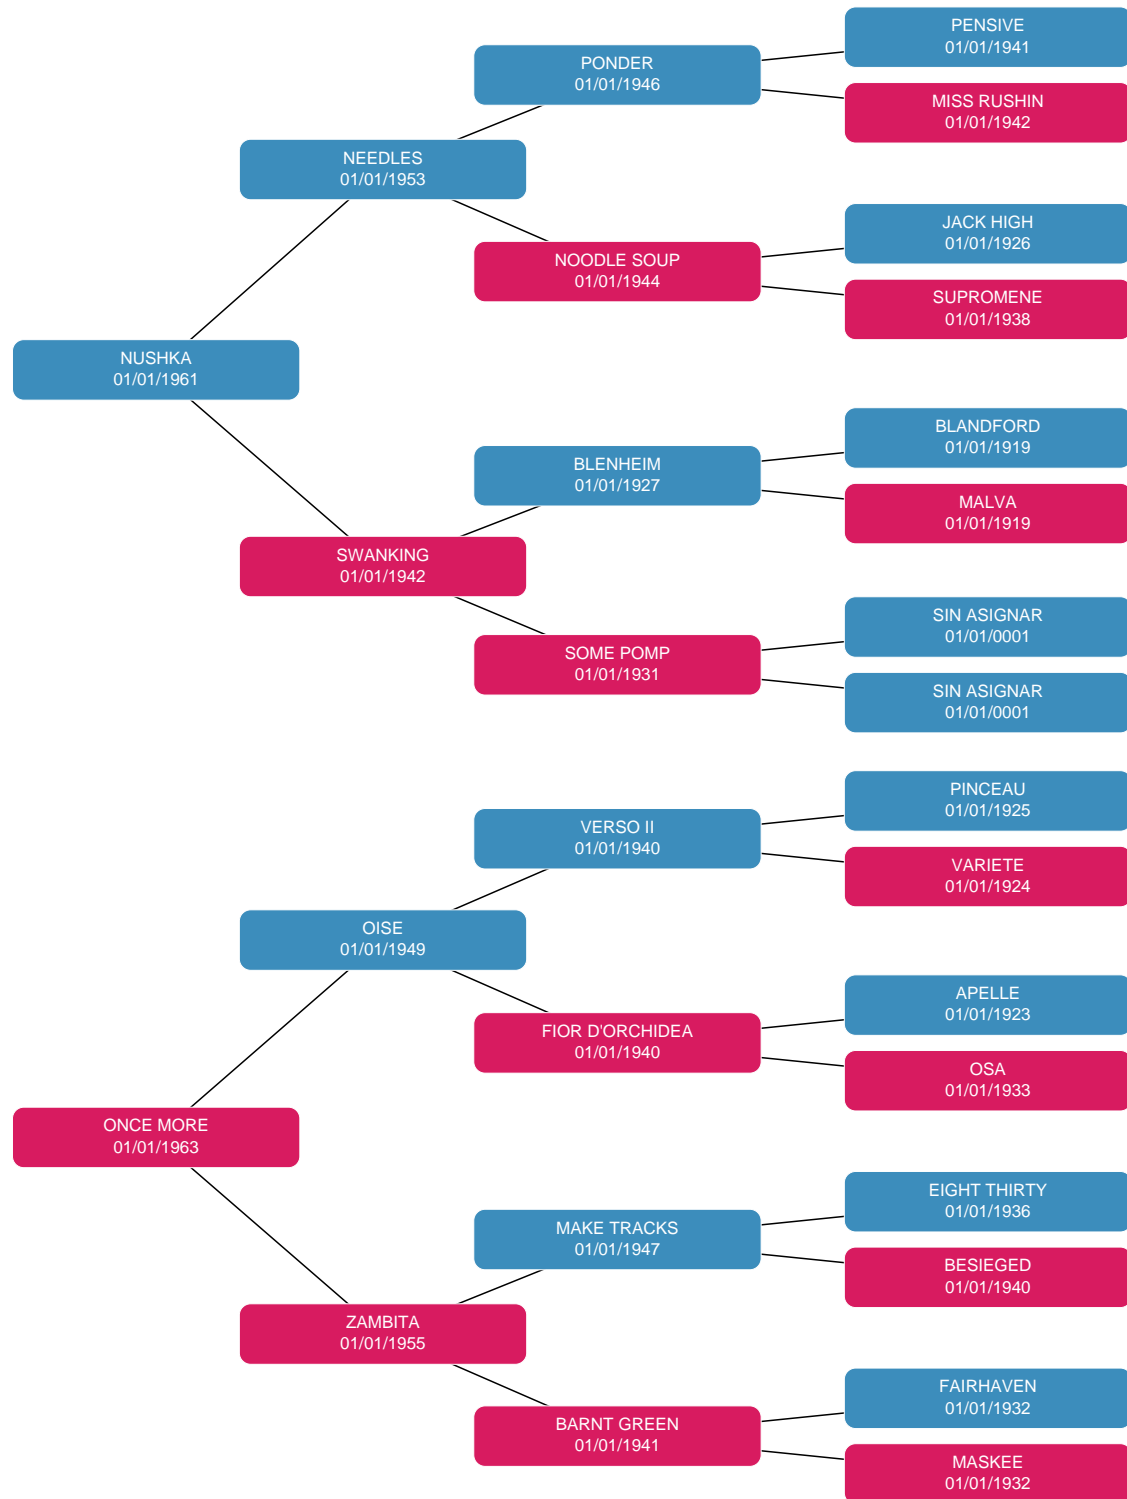 PENSIVE
01/01/1941
PONDER
01/01/1946
MISS RUSHIN
01/01/1942
NEEDLES
01/01/1953
JACK HIGH
01/01/1926
NOODLE SOUP
01/01/1944
SUPROMENE
01/01/1938
NUSHKA
01/01/1961
BLANDFORD
01/01/1919
BLENHEIM
01/01/1927
MALVA
01/01/1919
SWANKING
01/01/1942
SIN ASIGNAR
01/01/0001
SOME POMP
01/01/1931
SIN ASIGNAR
01/01/0001
PINCEAU
01/01/1925
VERSO II
01/01/1940
VARIETE
01/01/1924
OISE
01/01/1949
APELLE
01/01/1923
FIOR D'ORCHIDEA
01/01/1940
OSA
01/01/1933
ONCE MORE
01/01/1963
EIGHT THIRTY
01/01/1936
MAKE TRACKS
01/01/1947
BESIEGED
01/01/1940
ZAMBITA
01/01/1955
FAIRHAVEN
01/01/1932
BARNT GREEN
01/01/1941
MASKEE
01/01/1932